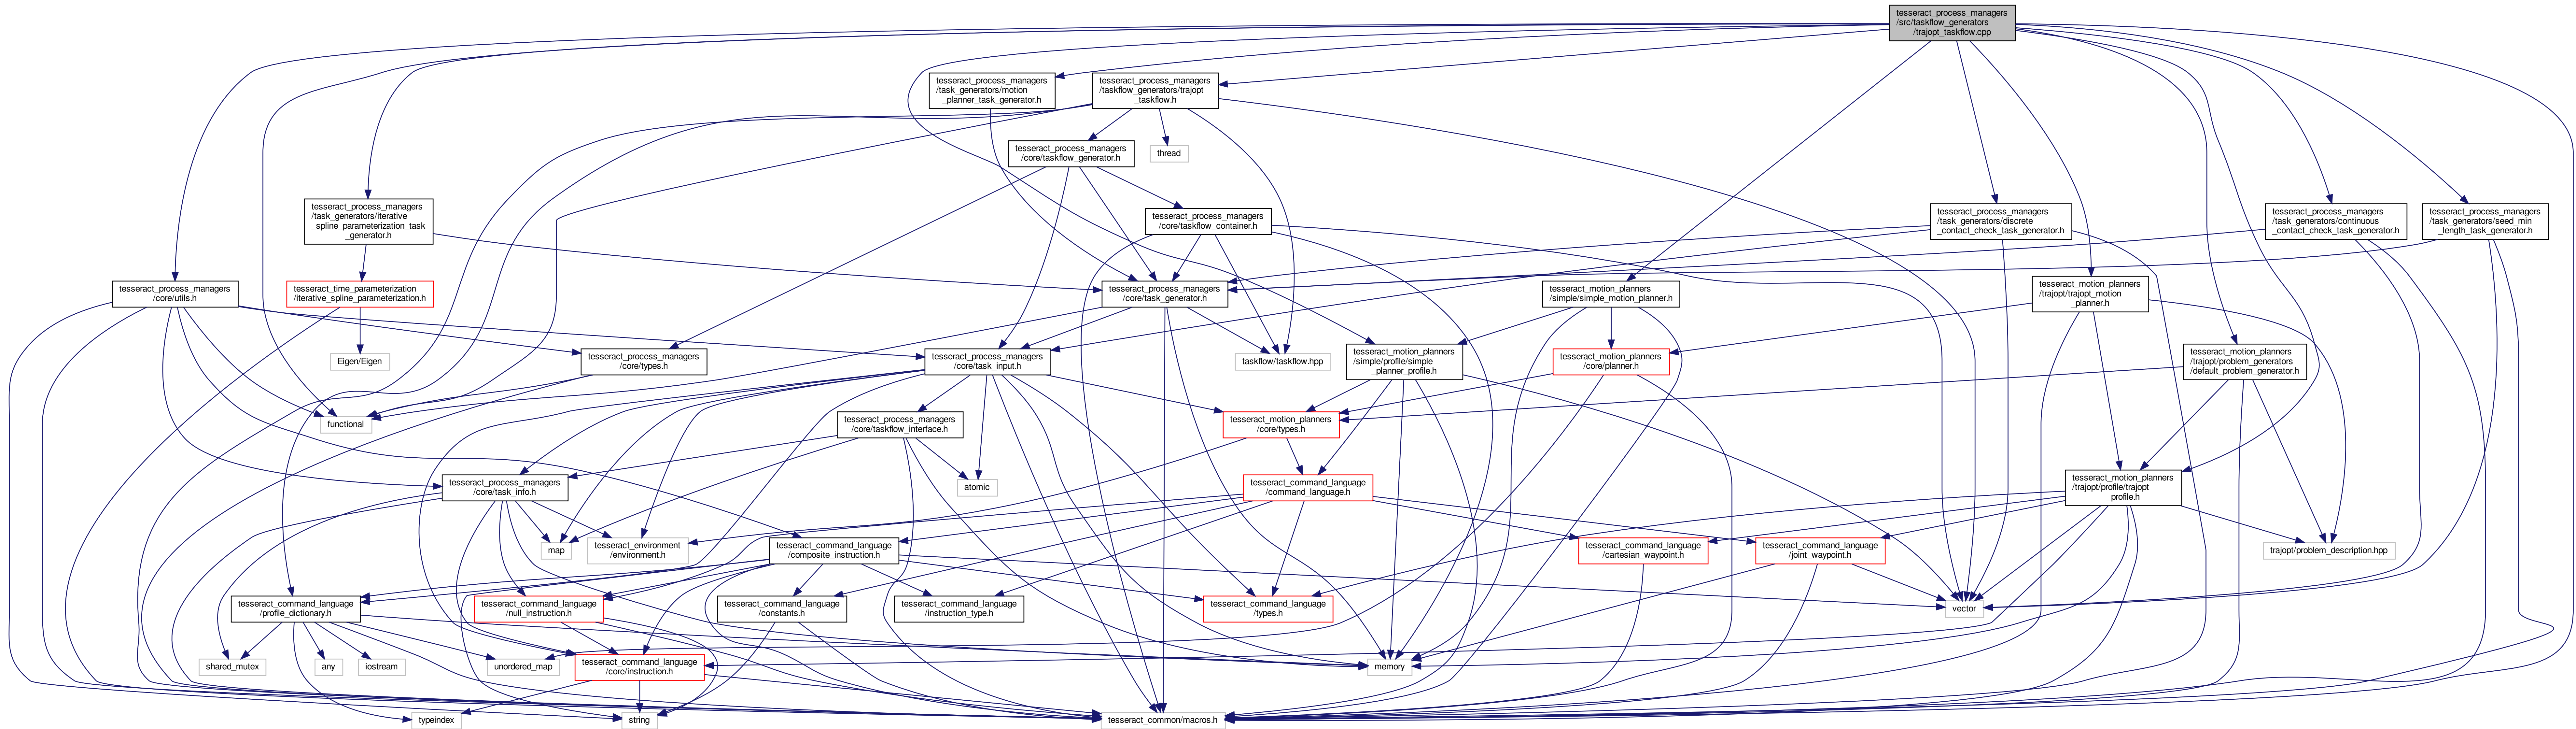 tesseract_process_managers
/src/taskflow_generators
/trajopt_taskflow.cpp
tesseract_process_managers
/task_generators/motion
_planner_task_generator.h
tesseract_process_managers
/taskflow_generators/trajopt
_taskflow.h
tesseract_process_managers
/core/taskflow_generator.h
thread
tesseract_process_managers
/task_generators/iterative
_spline_parameterization_task
_generator.h
tesseract_process_managers
/core/taskflow_container.h
tesseract_process_managers
/task_generators/discrete
_contact_check_task_generator.h
tesseract_process_managers
/task_generators/continuous
_contact_check_task_generator.h
tesseract_process_managers
/task_generators/seed_min
_length_task_generator.h
tesseract_process_managers
/core/utils.h
tesseract_time_parameterization
/iterative_spline_parameterization.h
tesseract_process_managers
/core/task_generator.h
tesseract_motion_planners
/simple/simple_motion_planner.h
tesseract_motion_planners
/trajopt/trajopt_motion
_planner.h
Eigen/Eigen
tesseract_process_managers
/core/types.h
tesseract_process_managers
/core/task_input.h
taskflow/taskflow.hpp
tesseract_motion_planners
/simple/profile/simple
_planner_profile.h
tesseract_motion_planners
/core/planner.h
tesseract_motion_planners
/trajopt/problem_generators
/default_problem_generator.h
functional
tesseract_process_managers
/core/taskflow_interface.h
tesseract_motion_planners
/core/types.h
tesseract_process_managers
/core/task_info.h
atomic
tesseract_command_language
/command_language.h
tesseract_motion_planners
/trajopt/profile/trajopt
_profile.h
map
tesseract_environment
/environment.h
tesseract_command_language
/composite_instruction.h
tesseract_command_language
/cartesian_waypoint.h
tesseract_command_language
/joint_waypoint.h
trajopt/problem_description.hpp
tesseract_command_language
/profile_dictionary.h
tesseract_command_language
/null_instruction.h
tesseract_command_language
/constants.h
tesseract_command_language
/instruction_type.h
tesseract_command_language
/types.h
vector
shared_mutex
any
iostream
unordered_map
tesseract_command_language
/core/instruction.h
memory
typeindex
string
tesseract_common/macros.h